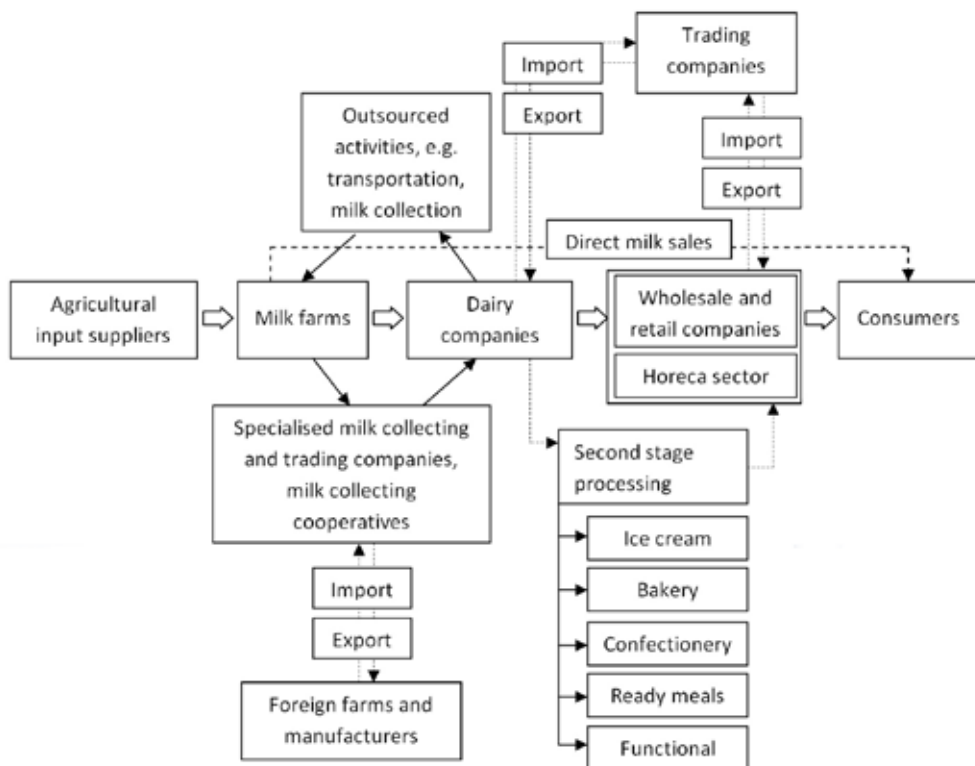 Trading
companies
Import
Export
Import
Export
Outsourced
activities, e.g.
transportation,
milk collection
Direct milk sales
Agricultural
input suppliers
Milk farms
Dairy
companies
Wholesale and
retail companies
Horeca sector
Consumers
Specialised milk collecting
and trading companies,
milk collecting
cooperatives
Second stage
processing
Ice cream
Bakery
Confectionery
Ready meals
Functional
Import
Export
Foreign farms and
manufacturers